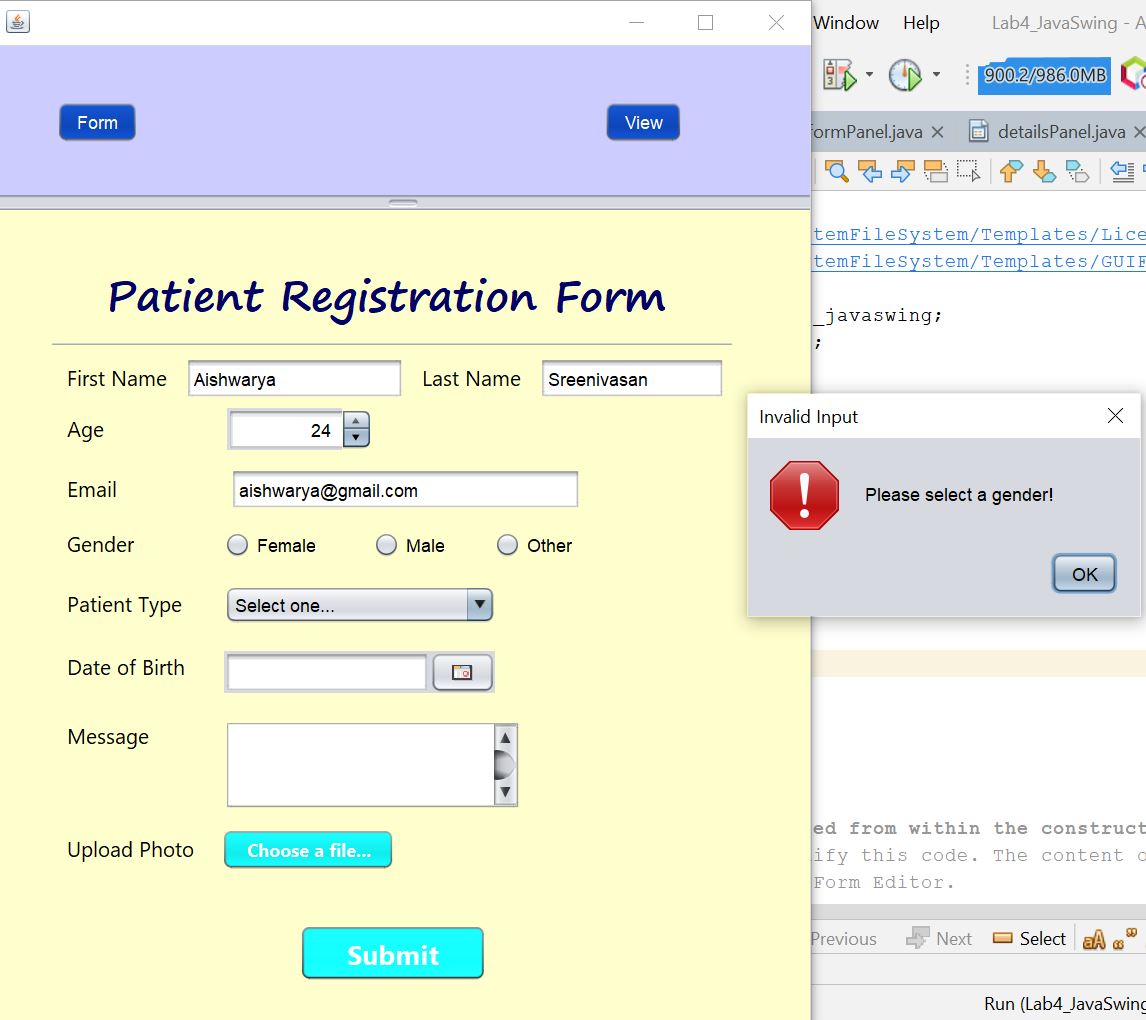 Window Help Lab4_JavaSwing - A
900.2/986.0MB
Form View
formPanel.java detailsPanel.java
temFileSystem/Templates/Lice
temFileSystem/Templates/GUIF
Patient Registration Form
_javaswing;
;
First Name Aishwarya Last Name Sreenivasan
Invalid Input
Age 24
Email aishwarya@gmail.com
Please select a gender!
Gender Female Male Other
OK
Patient Type Select one...
Date of Birth
Message
ed from within the construct
Upload Photo Choose a file...
ify this code. The content o
Form Editor.
Previous Next Select aA
Submit
Run (Lab4_JavaSwing